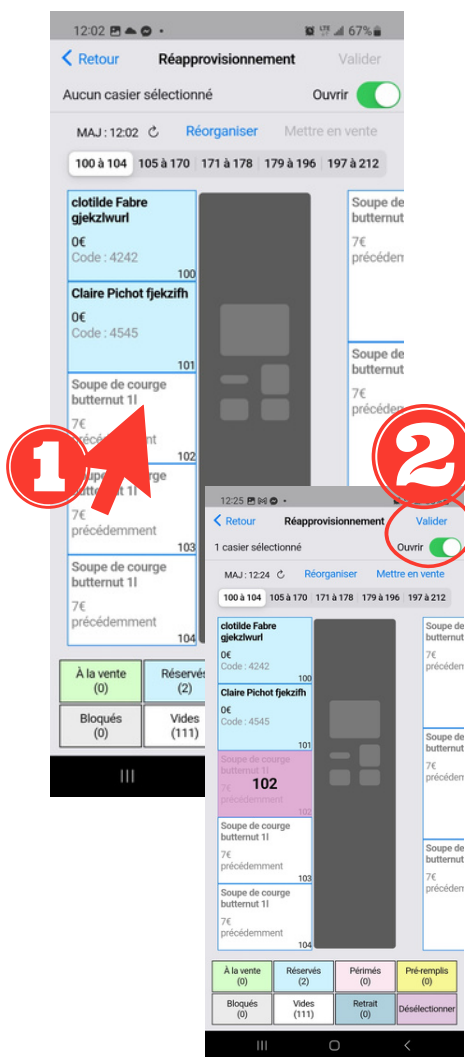 12:02
LTE
67%
Retour Réapprovisionnement Valider
Aucun casier sélectionné Ouvrir
MAJ : 12:02 Réorganiser Mettre en vente
100 à 104 105 à 170 171 à 178 179 à 196 197 à 212
clotilde Fabre
gjekzlwurl
0€
Code : 4242
100
Soupe de
butternut
7€
précéden
Claire Pichot fjekzifh
0€
Code : 4545
101
Soupe de
butternut
7€
Soupe de courge
butternut 1l
7€
102
1
2
butternut 1l
7€
précédemment
103
Soupe de courge
butternut 1l
7€
précédemment
104
À la vente
(0)
Réservés
(2)
Bloqués
(0)
Vides
(111)
12:25
Retour Réapprovisionnement Valider
1 casier sélectionné Ouvrir
MAJ : 12:24 Réorganiser Mettre en vente
100 à 104 105 à 170 171 à 178 179 à 196 197 à 212
clotilde Fabre
gjekzlwurl
0€
Code : 4242
100
Soupe de
butternut
7€
précéden
Claire Pichot fjekzifh
0€
Code : 4545
101
Soupe de
butternut
7€
précéden
Soupe de courge
butternut 1l
7€
précédemment
102
102
Soupe de courge
butternut 1l
7€
précédemment
103
Soupe de
butternut
7€
précéden
Soupe de courge
butternut 1l
7€
précédemment
104
À la vente
(0)
Réservés
(2)
Périmés
(0)
Pré-remplis
(0)
Bloqués
(0)
Vides
(111)
Retrait
(0)
Désélectionner